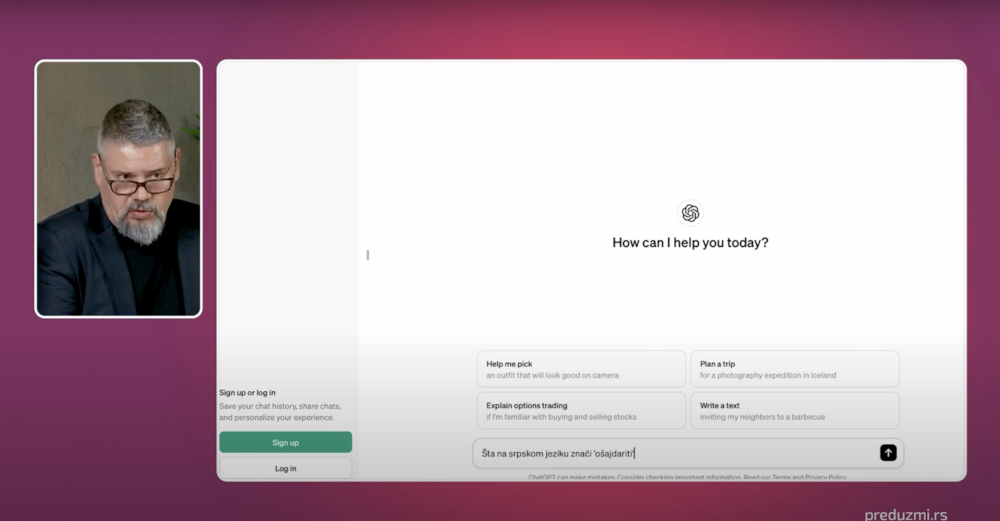 How can I help you today?
Help me pick
an outfit that will look good on camera
Plan a trip
for a photography expedition in Iceland
Explain options trading
if I'm familiar with buying and selling stocks
Write a text
inviting my neighbors to a barbecue
Sign up or log in
Save your chat history, share chats,
and personalize your experience.
Sign up
Log in
Šta na srpskom jeziku znači 'ošajdariti'
ChatGPT can make mistakes. Consider checking important information. Read our Terms and Privacy Policy.
preduzmi.rs